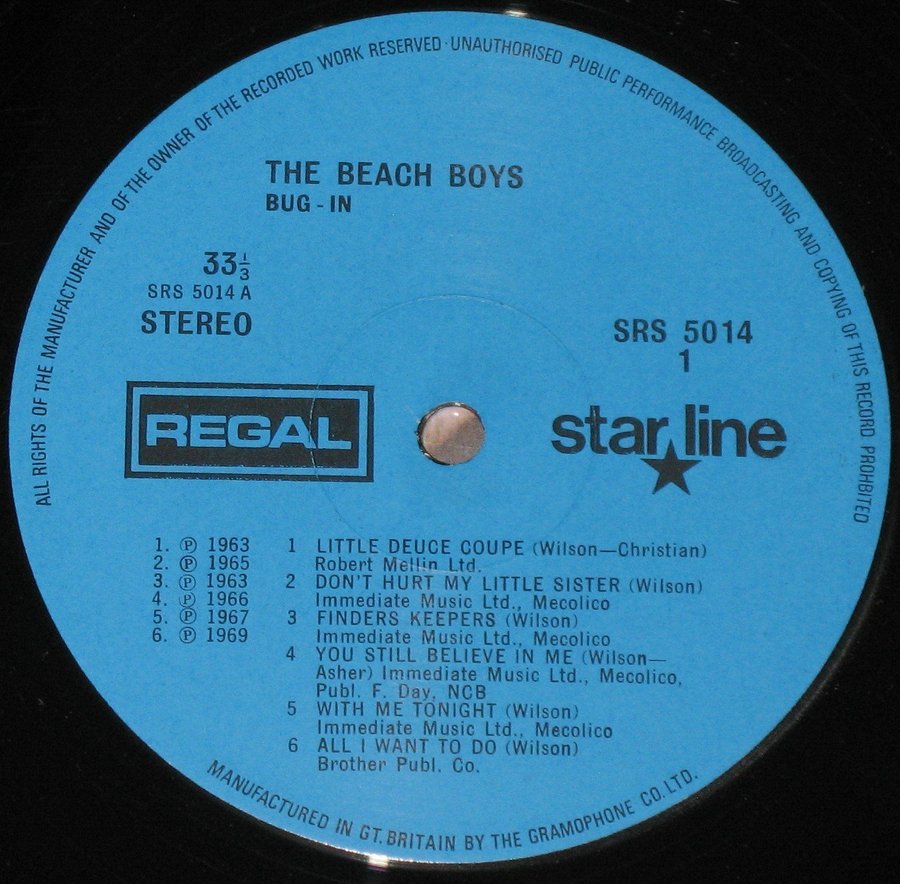 ALL RIGHTS OF THE MANUFACTURER AND OF THE OWNER OF THE RECORDED WORK RESERVED · UNAUTHORISED PUBLIC PERFORMANCE BROADCASTING AND COPYING OF THIS RECORD PROHIBITED
THE BEACH BOYS
BUG - IN
33⅓
SRS 5014 A
STEREO
SRS 5014
1
REGAL
star line
1. ℗ 1963
2. ℗ 1965
3. ℗ 1963
4. ℗ 1966
5. ℗ 1967
6. ℗ 1969
1 LITTLE DEUCE COUPE (Wilson—Christian)
Robert Mellin Ltd.
2 DON'T HURT MY LITTLE SISTER (Wilson)
Immediate Music Ltd., Mecolico
3 FINDERS KEEPERS (Wilson)
Immediate Music Ltd., Mecolico
4 YOU STILL BELIEVE IN ME (Wilson—
Asher) Immediate Music Ltd., Mecolico,
Publ. F. Day, NCB
5 WITH ME TONIGHT (Wilson)
Immediate Music Ltd., Mecolico
6 ALL I WANT TO DO (Wilson)
Brother Publ. Co.
MANUFACTURED IN GT. BRITAIN BY THE GRAMOPHONE CO. LTD.